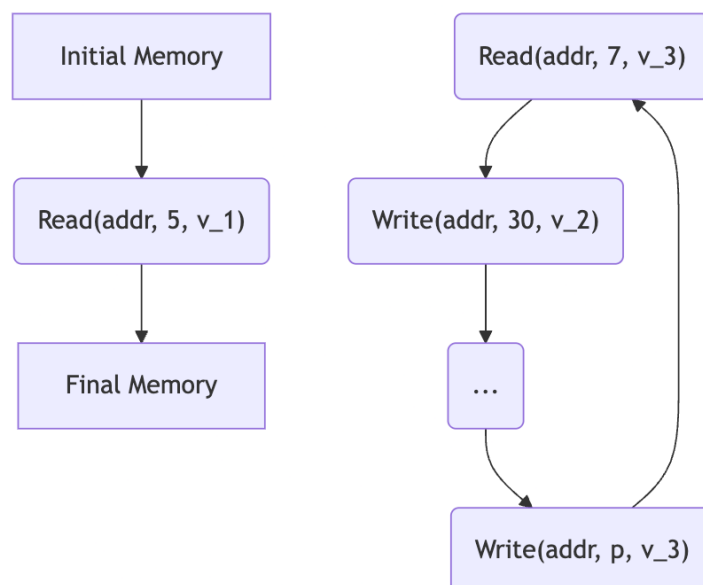 Initial Memory
Read(addr, 5, v_1)
Final Memory
Read(addr, 7, v_3)
Write(addr, 30, v_2)
...
Write(addr, p, v_3)